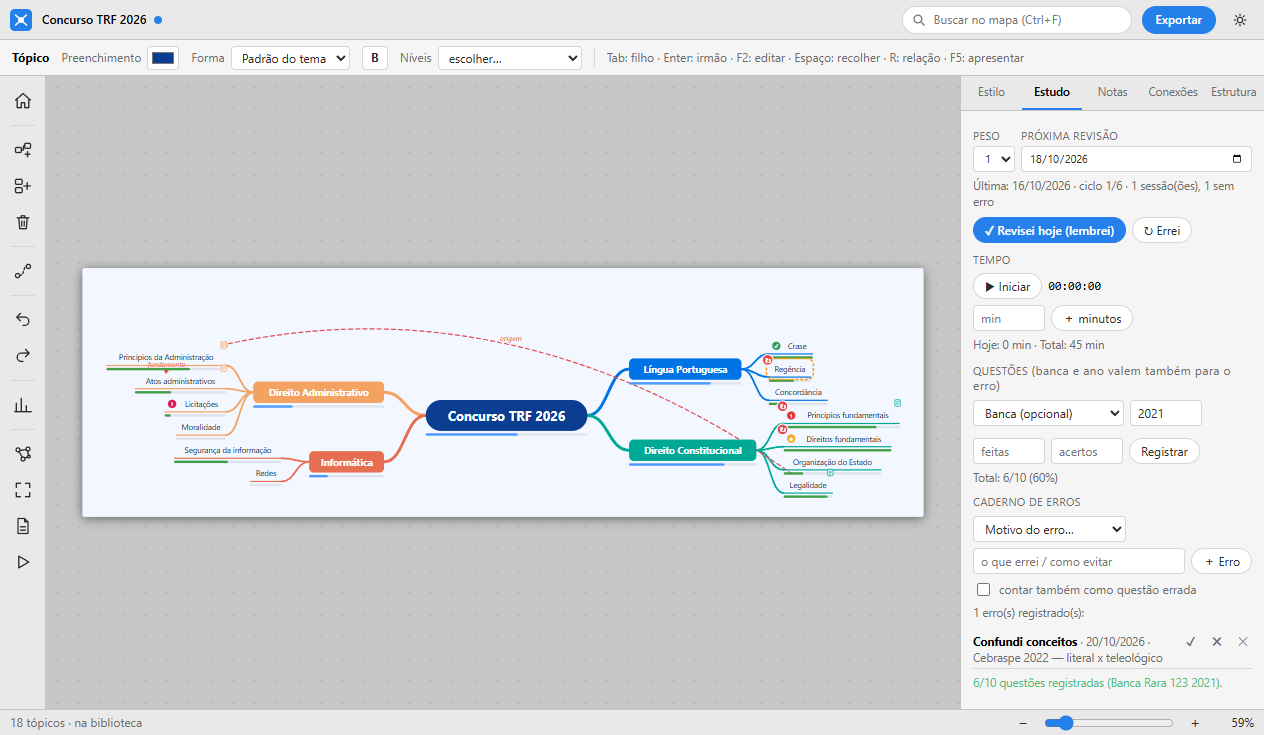 Concurso TRF 2026
Buscar no mapa (Ctrl+F)
Exportar
Tópico
Preenchimento
Forma
Padrão do tema
B
Níveis
escolher...
Tab: filho · Enter: irmão · F2: editar · Espaço: recolher · R: relação · F5: apresentar
Estilo
Estudo
Notas
Conexões
Estrutura
origem
Princípios da Administração
fundamento
Atos administrativos
Licitações
Moralidade
Direito Administrativo
Segurança da informação
Redes
Informática
Concurso TRF 2026
Língua Portuguesa
Crase
Regência
Concordância
Direito Constitucional
Princípios fundamentais
Direitos fundamentais
Organização do Estado
Legalidade
PESO
PRÓXIMA REVISÃO
1
18/10/2026
Última: 16/10/2026 · ciclo 1/6 · 1 sessão(ões), 1 sem
erro
✓ Revisei hoje (lembrei)
↻ Errei
TEMPO
▶ Iniciar
00:00:00
min
+ minutos
Hoje: 0 min · Total: 45 min
QUESTÕES (banca e ano valem também para o
erro)
Banca (opcional)
2021
feitas
acertos
Registrar
Total: 6/10 (60%)
CADERNO DE ERROS
Motivo do erro...
o que errei / como evitar
+ Erro
contar também como questão errada
1 erro(s) registrado(s):
Confundi conceitos · 20/10/2026 ·
Cebraspe 2022 — literal x teleológico
6/10 questões registradas (Banca Rara 123 2021).
18 tópicos · na biblioteca
59%